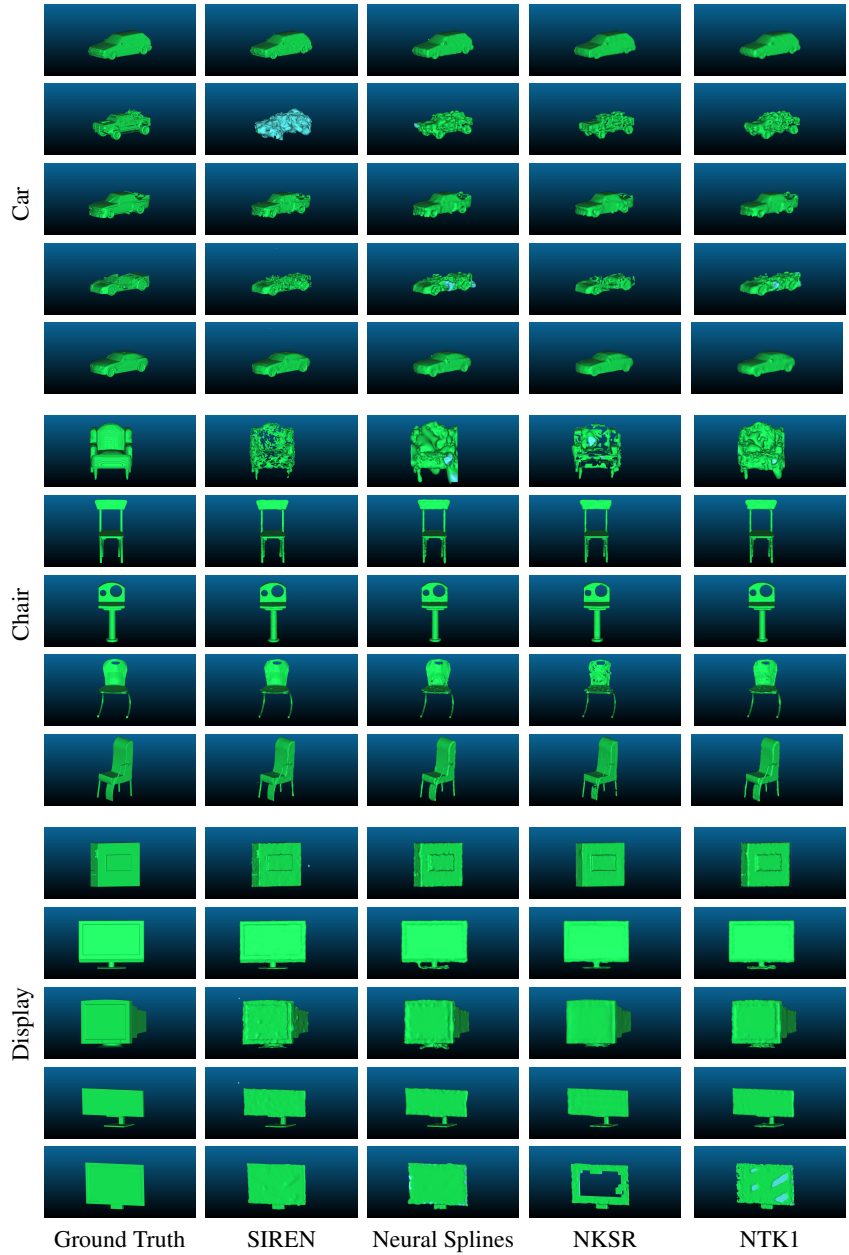 Car
Chair
Display
Ground Truth
SIREN
Neural Splines
NKSR
NTK1